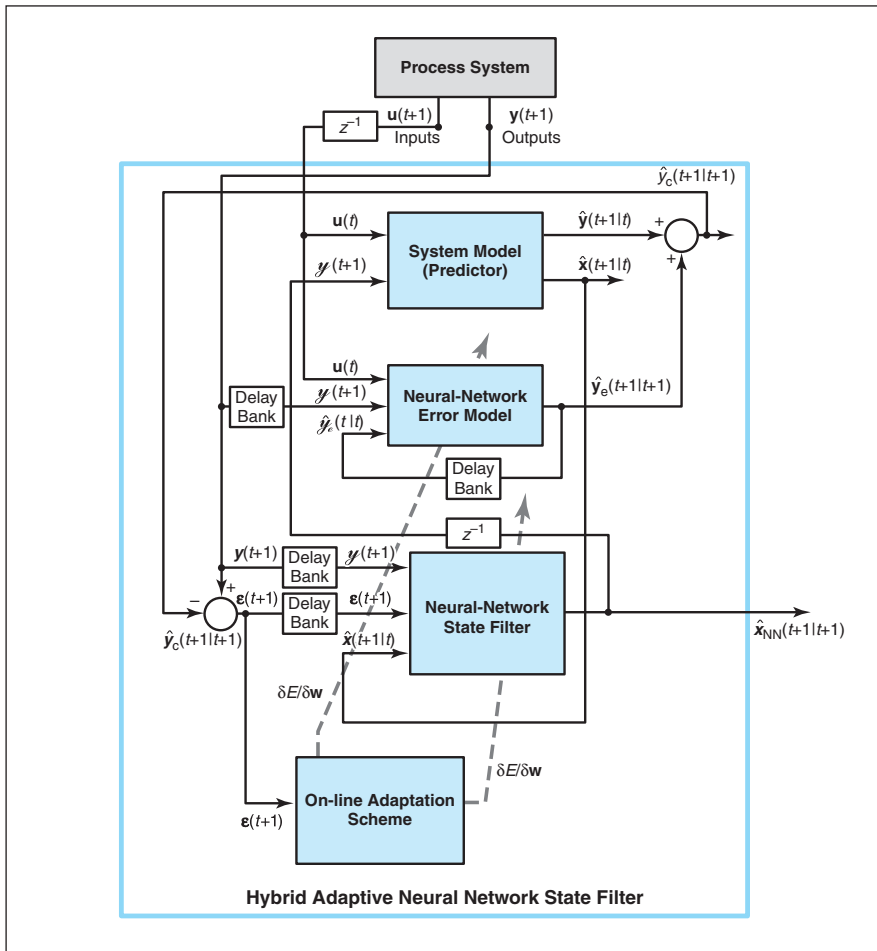 Process System
u(t+1)
Inputs
y(t+1)
Outputs
z⁻¹
ŷc(t+1|t+1)
u(t)
𝓎(t+1)
System Model
(Predictor)
ŷ(t+1|t)
x̂(t+1|t)
+
+
u(t)
Delay
Bank
𝓎(t+1)
𝓎̂e(t|t)
Neural-Network
Error Model
ŷe(t+1|t+1)
Delay
Bank
z⁻¹
y(t+1)
Delay
Bank
𝓎(t+1)
− +
ε(t+1)
Delay
Bank
ε(t+1)
ŷc(t+1|t+1)
x̂(t+1|t)
Neural-Network
State Filter
x̂NN(t+1|t+1)
δE/δw
δE/δw
On-line Adaptation
Scheme
ε(t+1)
Hybrid Adaptive Neural Network State Filter